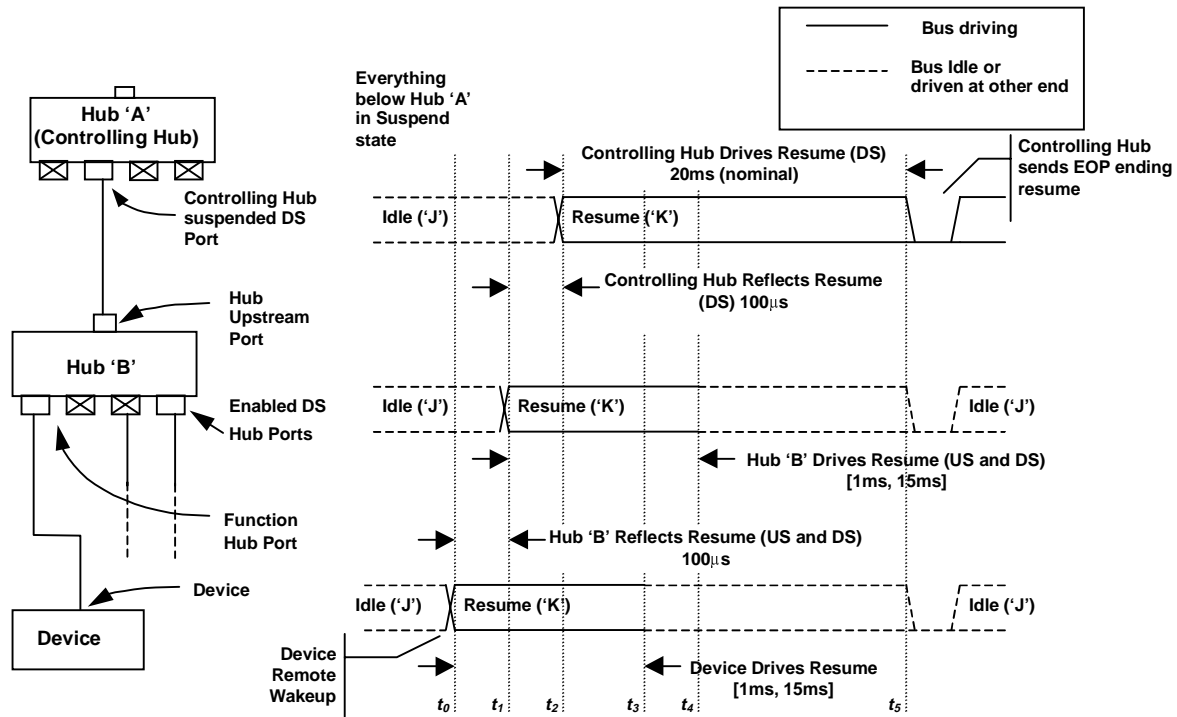 Bus driving
Bus Idle or
driven at other end
Hub ‘A’
(Controlling Hub)
Controlling Hub
suspended DS
Port
Hub
Upstream
Port
Hub ‘B’
Enabled DS
Hub Ports
Function
Hub Port
Device
Device
Everything
below Hub ‘A’
in Suspend
state
Controlling Hub Drives Resume (DS)
20ms (nominal)
Controlling Hub
sends EOP ending
resume
Idle (‘J’)
Resume (‘K’)
Controlling Hub Reflects Resume
(DS) 100μs
Idle (‘J’)
Resume (‘K’)
Idle (‘J’)
Hub ‘B’ Drives Resume (US and DS)
[1ms, 15ms]
Hub ‘B’ Reflects Resume (US and DS)
100μs
Idle (‘J’)
Resume (‘K’)
Idle (‘J’)
Device
Remote
Wakeup
Device Drives Resume
[1ms, 15ms]
t0 t1 t2 t3 t4 t5